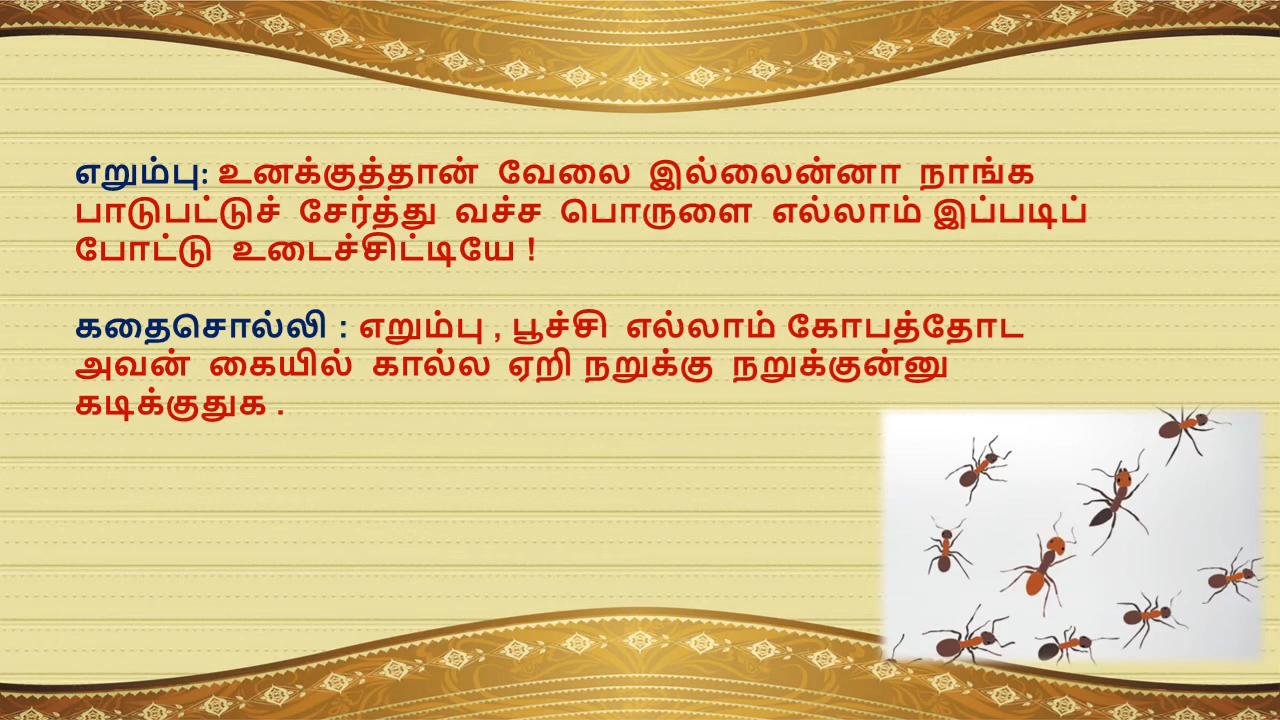 எறும்பு: உனக்குத்தான் வேலை இல்லைன்னா நாங்க
பாடுபட்டுச் சேர்த்து வச்ச பொருளை எல்லாம் இப்படிப்
போட்டு உடைச்சிட்டியே !
கதைசொல்லி : எறும்பு , பூச்சி எல்லாம் கோபத்தோட
அவன் கையில் கால்ல ஏறி நறுக்கு நறுக்குன்னு
கடிக்குதுக .